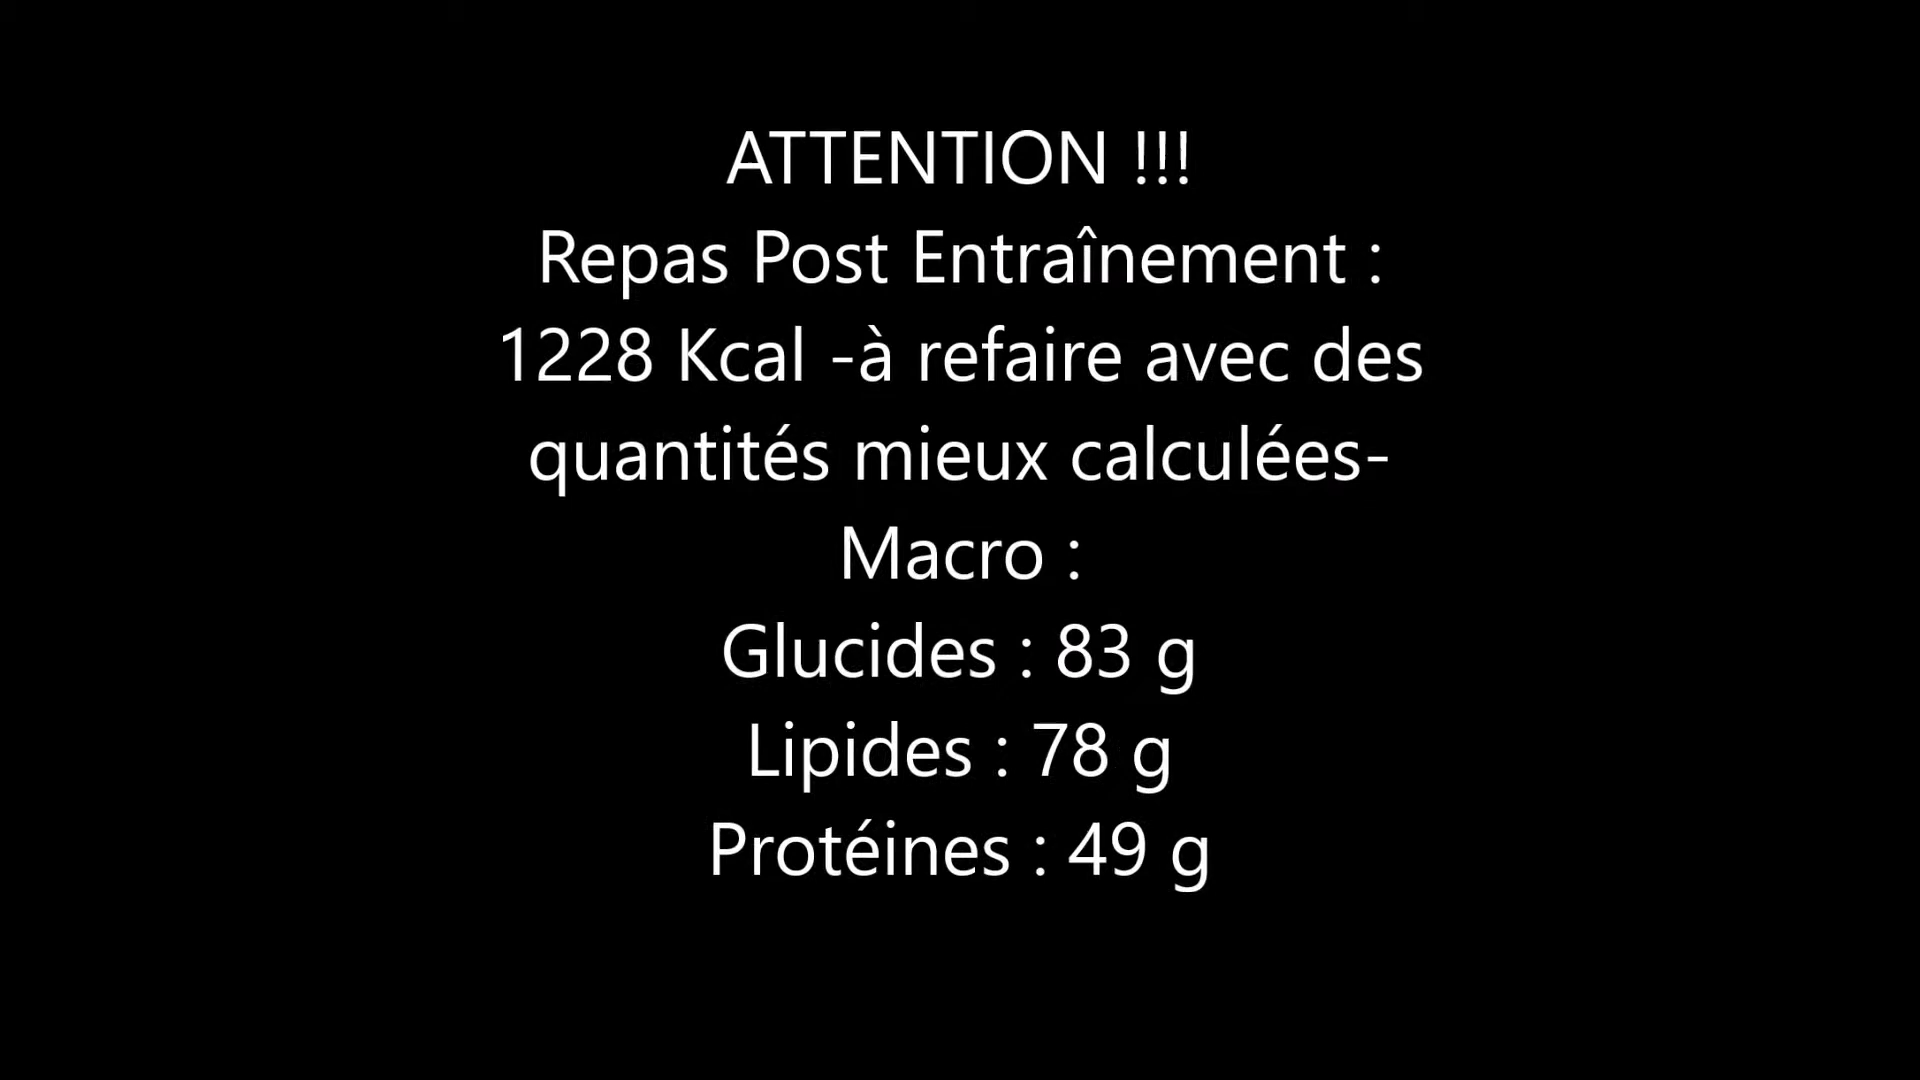 ATTENTION !!!
Repas Post Entraînement :
1228 Kcal -à refaire avec des
quantités mieux calculées-
Macro :
Glucides : 83 g
Lipides : 78 g
Protéines : 49 g